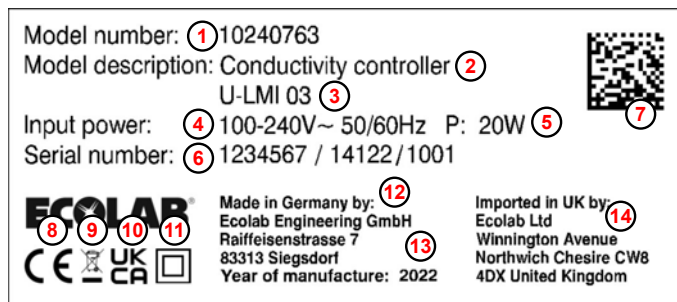 Model number: 1 10240763
Model description: Conductivity controller 2
U-LMI 03 3
7
Input power: 4 100-240V~ 50/60Hz P: 20W 5
Serial number: 6 1234567 / 14122/1001
ECOLAB
8 9 10 11
CE UK CA
Made in Germany by: 12
Ecolab Engineering GmbH
Raiffeisenstrasse 7 13
83313 Siegsdorf
Year of manufacture: 2022
Imported in UK by:
Ecolab Ltd 14
Winnington Avenue
Northwich Chesire CW8
4DX United Kingdom